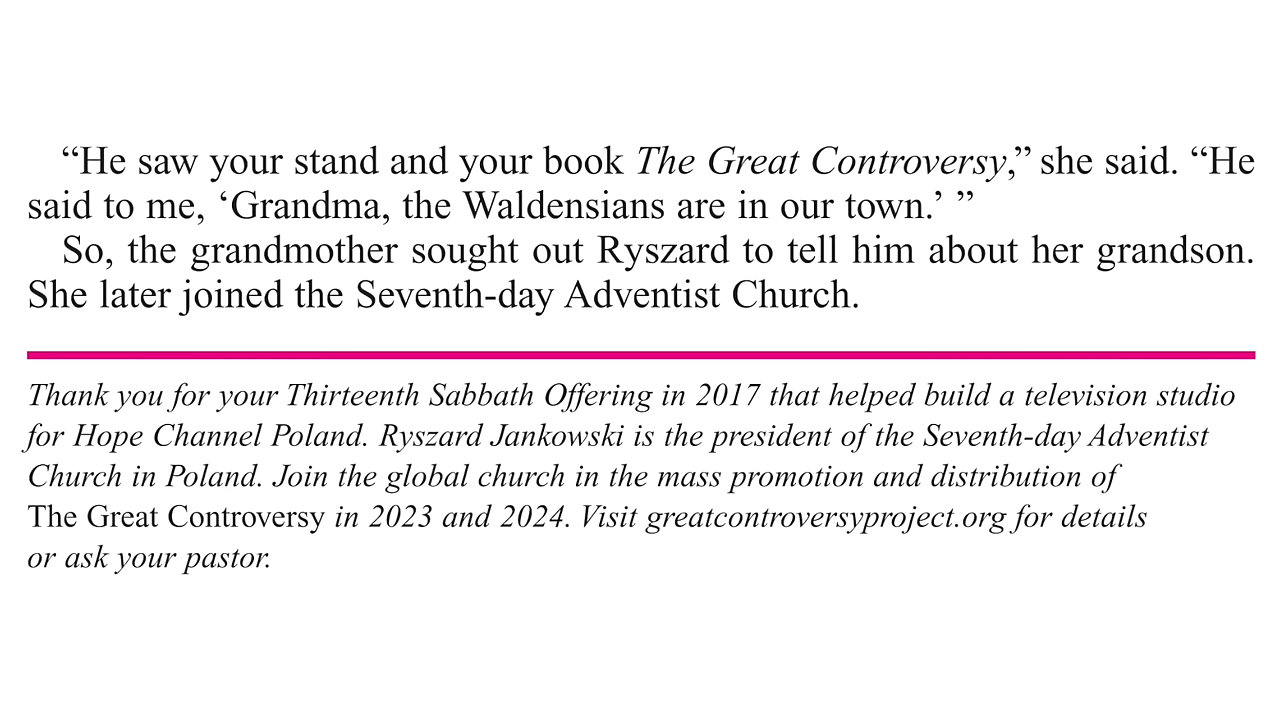 “He saw your stand and your book The Great Controversy,” she said. “He
said to me, ‘Grandma, the Waldensians are in our town.’ ”
So, the grandmother sought out Ryszard to tell him about her grandson.
She later joined the Seventh-day Adventist Church.
Thank you for your Thirteenth Sabbath Offering in 2017 that helped build a television studio
for Hope Channel Poland. Ryszard Jankowski is the president of the Seventh-day Adventist
Church in Poland. Join the global church in the mass promotion and distribution of
The Great Controversy in 2023 and 2024. Visit greatcontroversyproject.org for details
or ask your pastor.